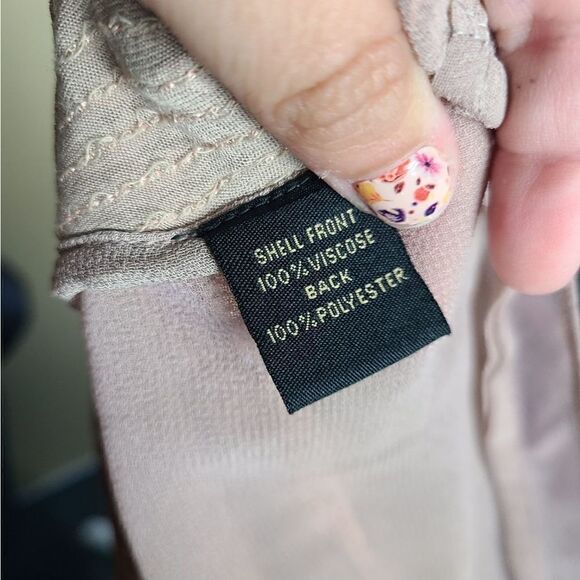 SHELL FRONT
100% VISCOSE
BACK
100% POLYESTER